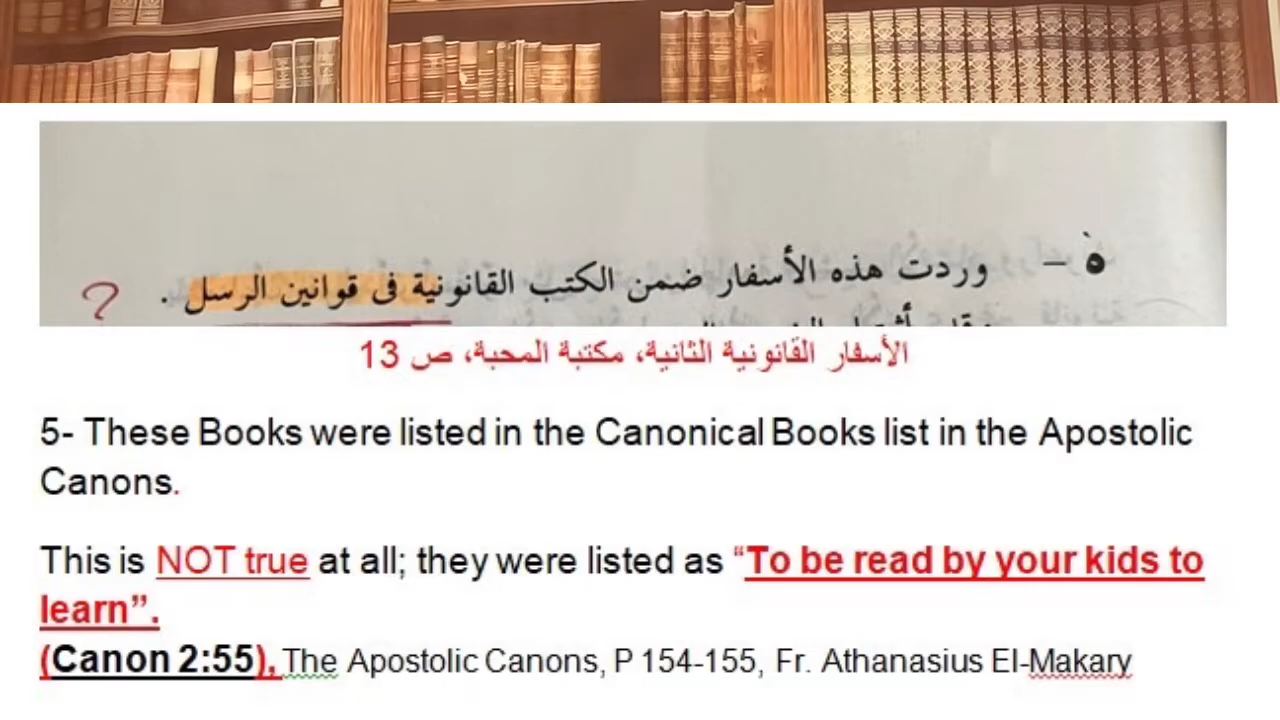 ٥ – وردت هذه الأسفار ضمن الكتب القانونية فى قوانين الرسل . ?
الأسفار القانونية الثانية، مكتبة المحبة، ص 13
5- These Books were listed in the Canonical Books list in the Apostolic
Canons.
This is NOT true at all; they were listed as “To be read by your kids to
learn”.
(Canon 2:55), The Apostolic Canons, P 154-155, Fr. Athanasius El-Makary